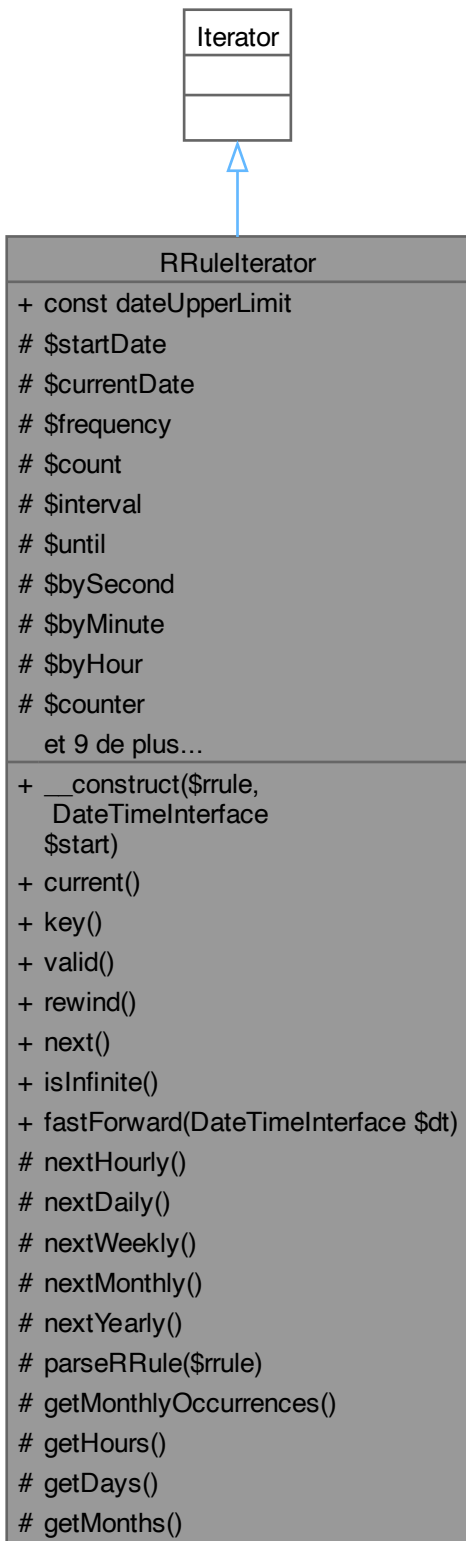 Iterator
RRuleIterator
+ const dateUpperLimit
# $startDate
# $currentDate
# $frequency
# $count
# $interval
# $until
# $bySecond
# $byMinute
# $byHour
# $counter
et 9 de plus...
+ __construct($rrule,
DateTimeInterface
$start)
+ current()
+ key()
+ valid()
+ rewind()
+ next()
+ isInfinite()
+ fastForward(DateTimeInterface $dt)
# nextHourly()
# nextDaily()
# nextWeekly()
# nextMonthly()
# nextYearly()
# parseRRule($rrule)
# getMonthlyOccurrences()
# getHours()
# getDays()
# getMonths()